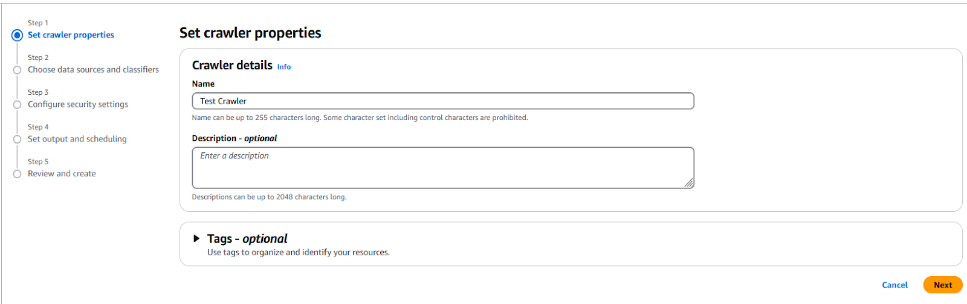 Step 1
Set crawler properties
Step 2
Choose data sources and classifiers
Step 3
Configure security settings
Step 4
Set output and scheduling
Step 5
Review and create
Set crawler properties
Crawler details Info
Name
Test Crawler
Name can be up to 255 characters long. Some character set including control characters are prohibited.
Description - optional
Enter a description
Descriptions can be up to 2048 characters long.
Tags - optional
Use tags to organize and identify your resources.
Cancel Next